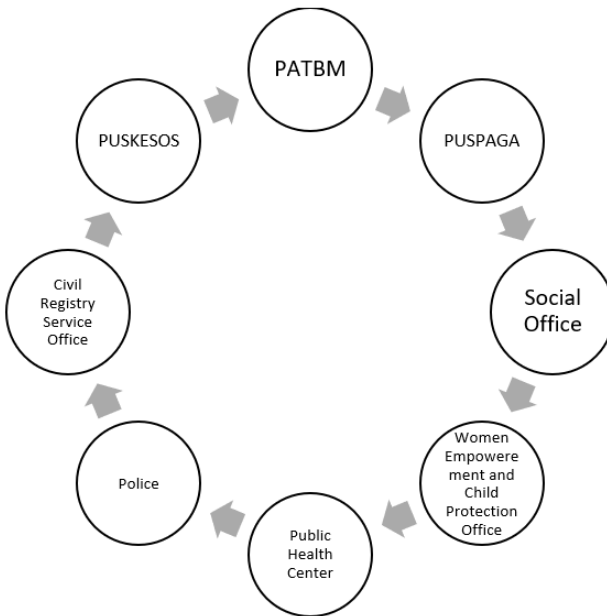 PATBM
PUSPAGA
Social
Office
Women
Empowere
ment and
Child
Protection
Office
Public
Health
Center
Police
Civil
Registry
Service
Office
PUSKESOS